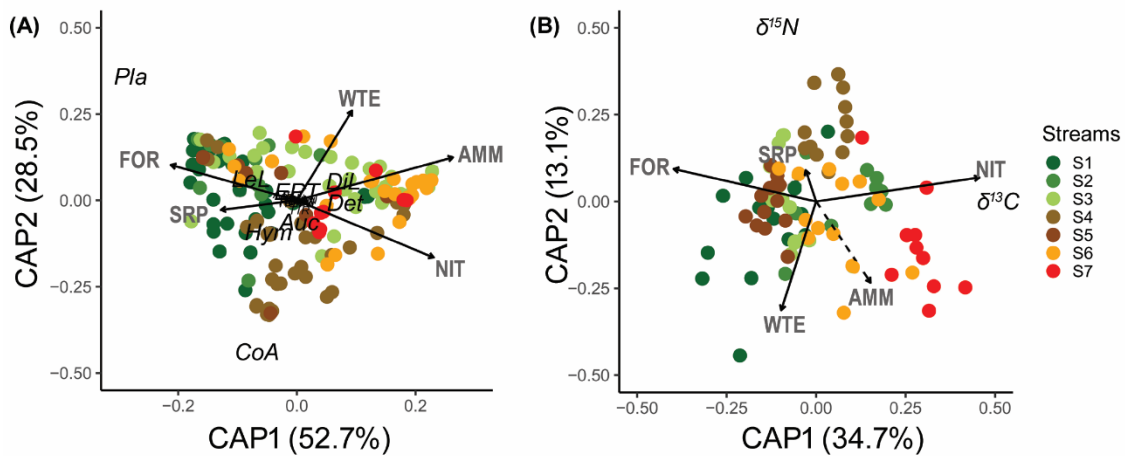 (A)
0.50
0.25
0.00
−0.25
−0.50
−0.2
0.0
0.2
CAP1 (52.7%)
CAP2 (28.5%)
Pla
WTE
FOR
AMM
LeL
EPT
DiL
Det
SRP
Auc
Hym
NIT
CoA
(B)
0.50
0.25
0.00
−0.25
−0.50
−0.50
−0.25
0.00
0.25
0.50
CAP1 (34.7%)
CAP2 (13.1%)
δ¹⁵N
SRP
FOR
NIT
δ¹³C
AMM
WTE
Streams
S1
S2
S3
S4
S5
S6
S7